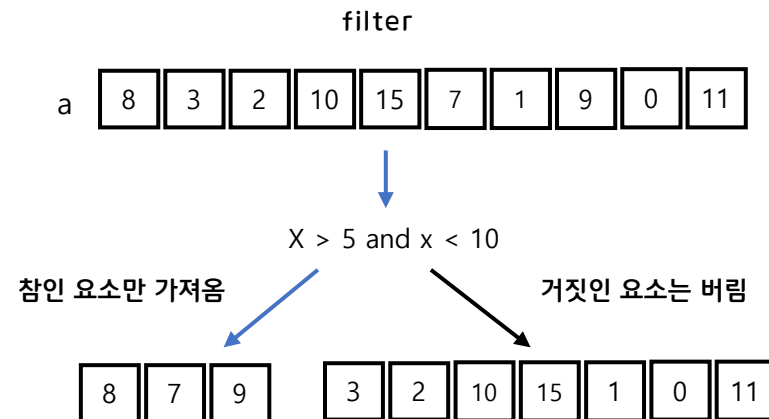 filter
a 8 3 2 10 15 7 1 9 0 11
X > 5 and x < 10
참인 요소만 가져옴 거짓인 요소는 버림
8 7 9 3 2 10 15 1 0 11